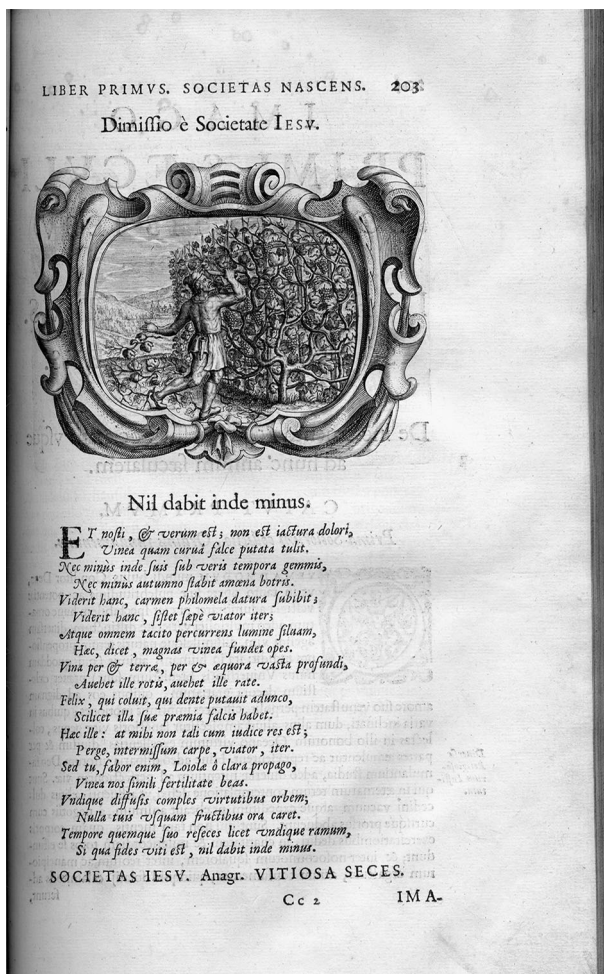 LIBER PRIMVS. SOCIETAS NASCENS. 203
Dimiſſio è Societate IESV.
Nil dabit inde minus.
ET noſti, & verum eſt; non eſt iactura dolori,
Vinea quam curuâ falce putata tulit.
Nec minùs inde ſuis ſub veris tempora gemmis,
Nec minùs autumno ſtabit amœna botris.
Viderit hanc, carmen philomela datura ſubibit;
Viderit hanc, ſiſtet ſæpè viator iter;
Atque omnem tacito percurrens lumine ſiluam,
Hæc, dicet, magnas vinea fundet opes.
Vina per & terræ, per & æquora vaſta profundi,
Auehet ille rotis, auehet ille rate.
Felix, qui coluit, qui dente putauit adunco,
Scilicet illa ſuæ præmia falcis habet.
Hæc ille: at mihi non tali cum iudice res eſt;
Perge, intermiſſum carpe, viator, iter.
Sed tu, fabor enim, Loiolæ ô clara propago,
Vinea nos ſimili fertilitate beas.
Vndique diffuſis comples virtutibus orbem;
Nulla tuis vſquam fructibus ora caret.
Tempore quemque ſuo reſeces licet vndique ramum,
Si qua fides viti eſt, nil dabit inde minus.
SOCIETAS IESV. Anagr. VITIOSA SECES.
Cc 2 IMA-